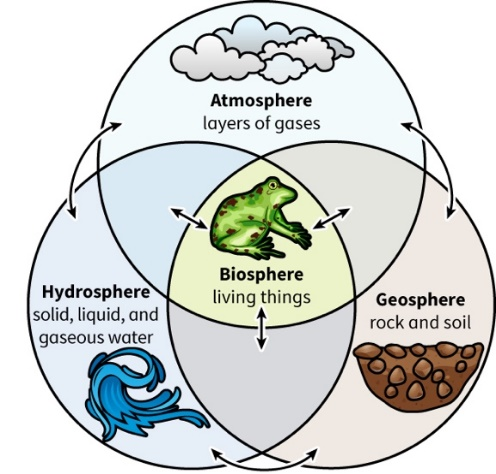 Atmosphere
layers of gases
Biosphere
living things
Hydrosphere
solid, liquid, and
gaseous water
Geosphere
rock and soil